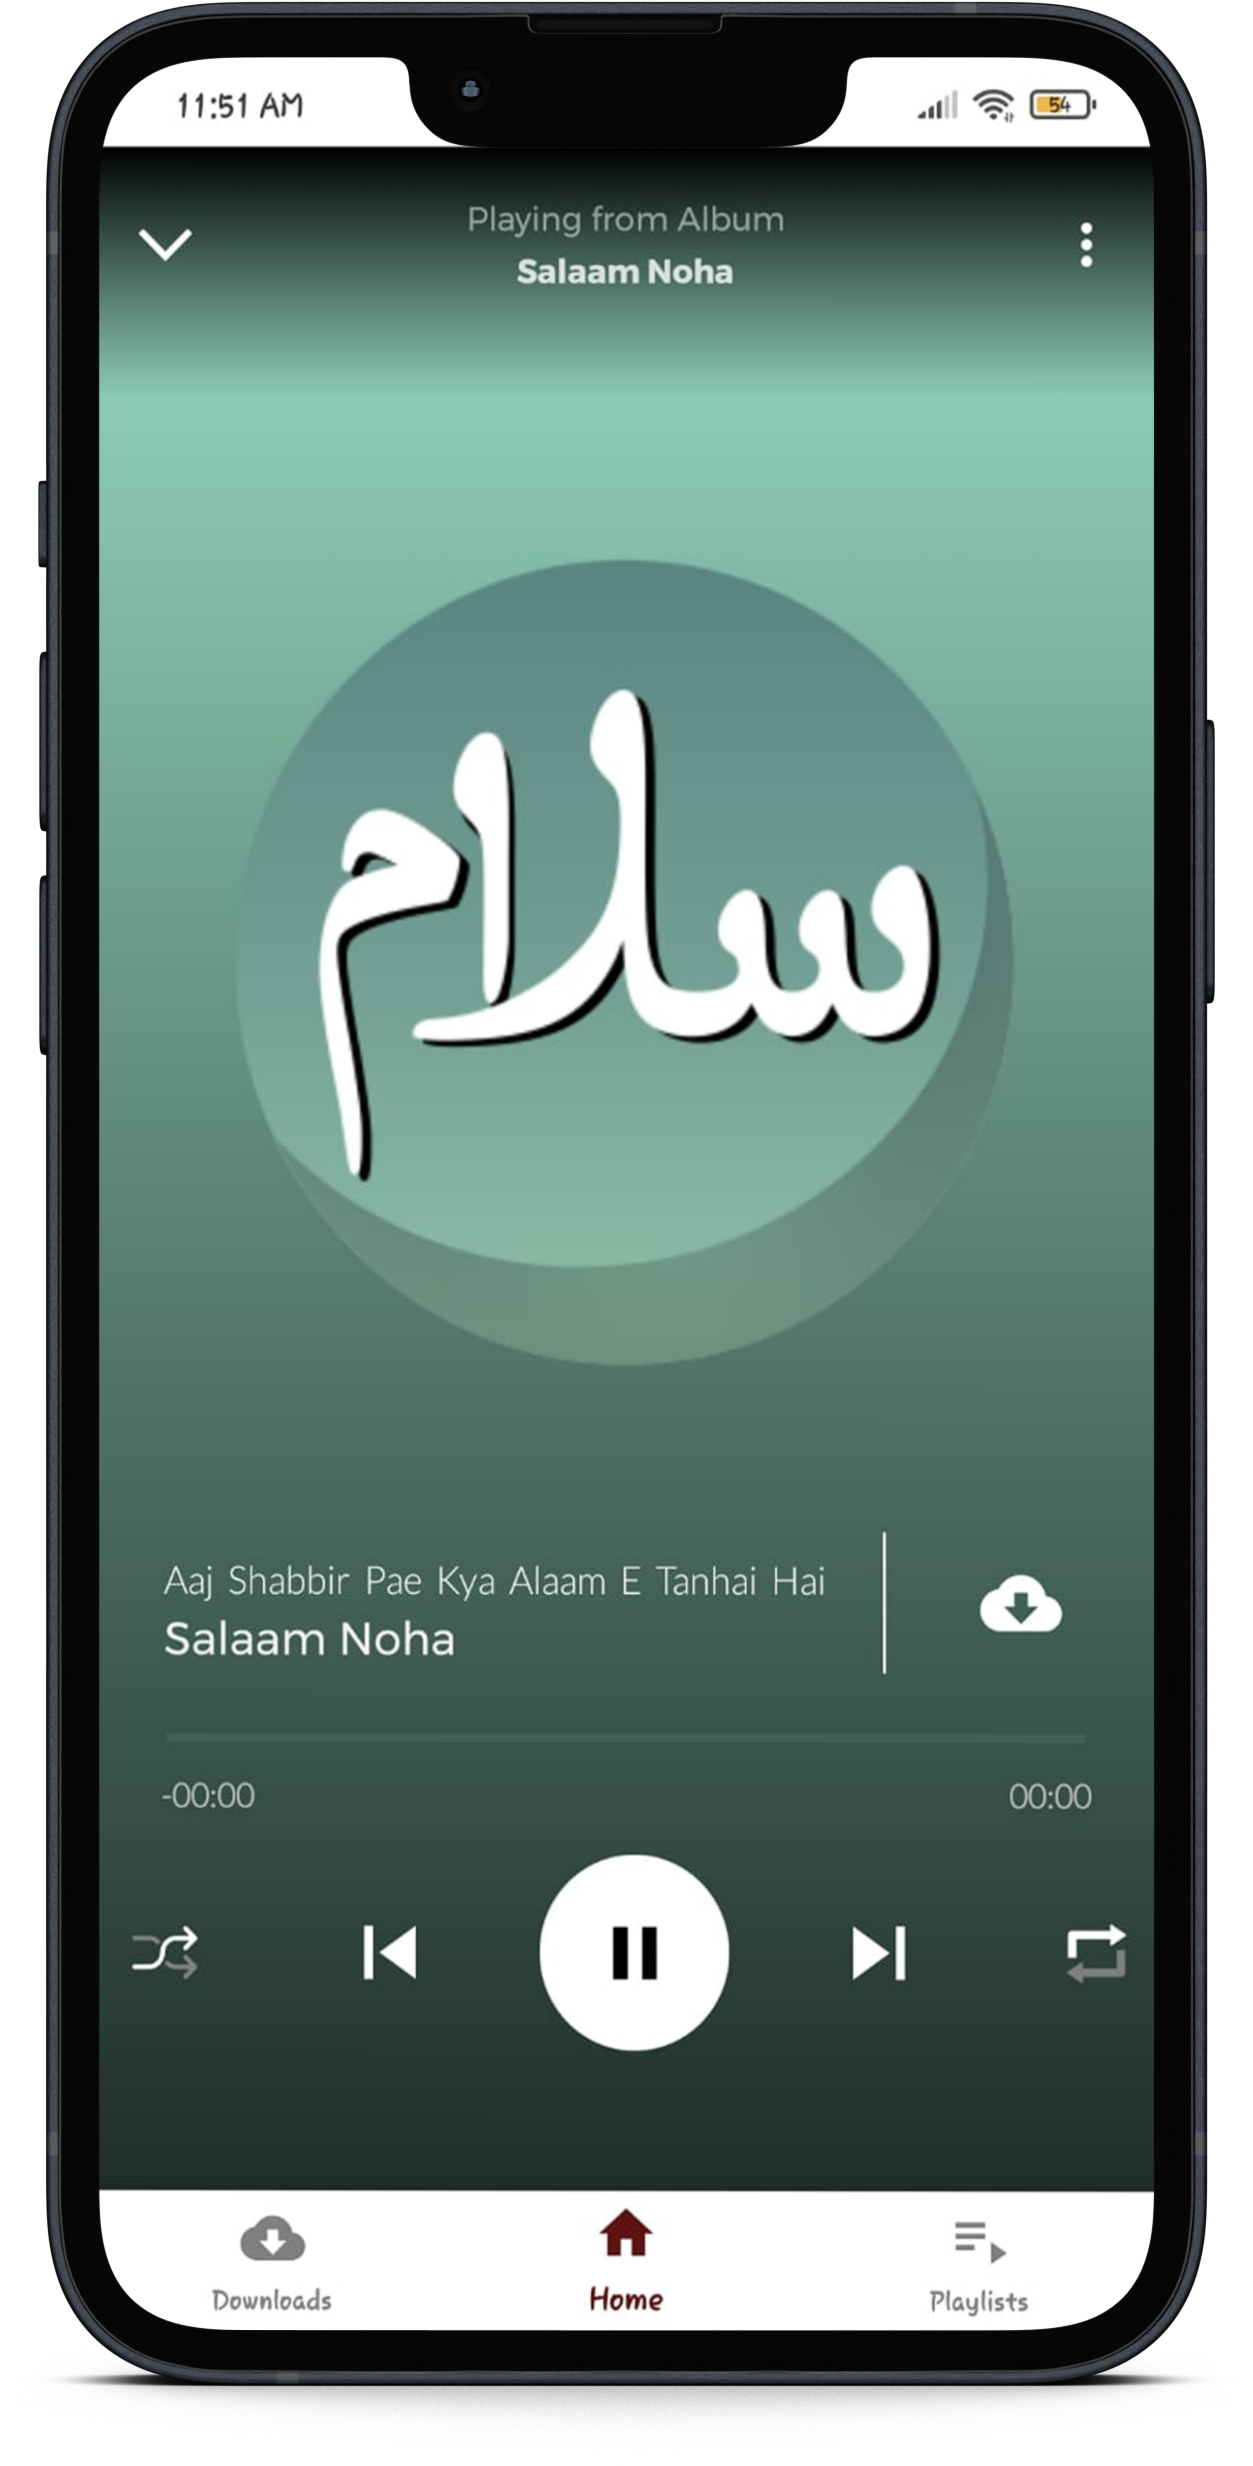 11:51 AM
54
Playing from Album
Salaam Noha
سلام
Aaj Shabbir Pae Kya Alaam E Tanhai Hai
Salaam Noha
-00:00
00:00
Downloads
Home
Playlists